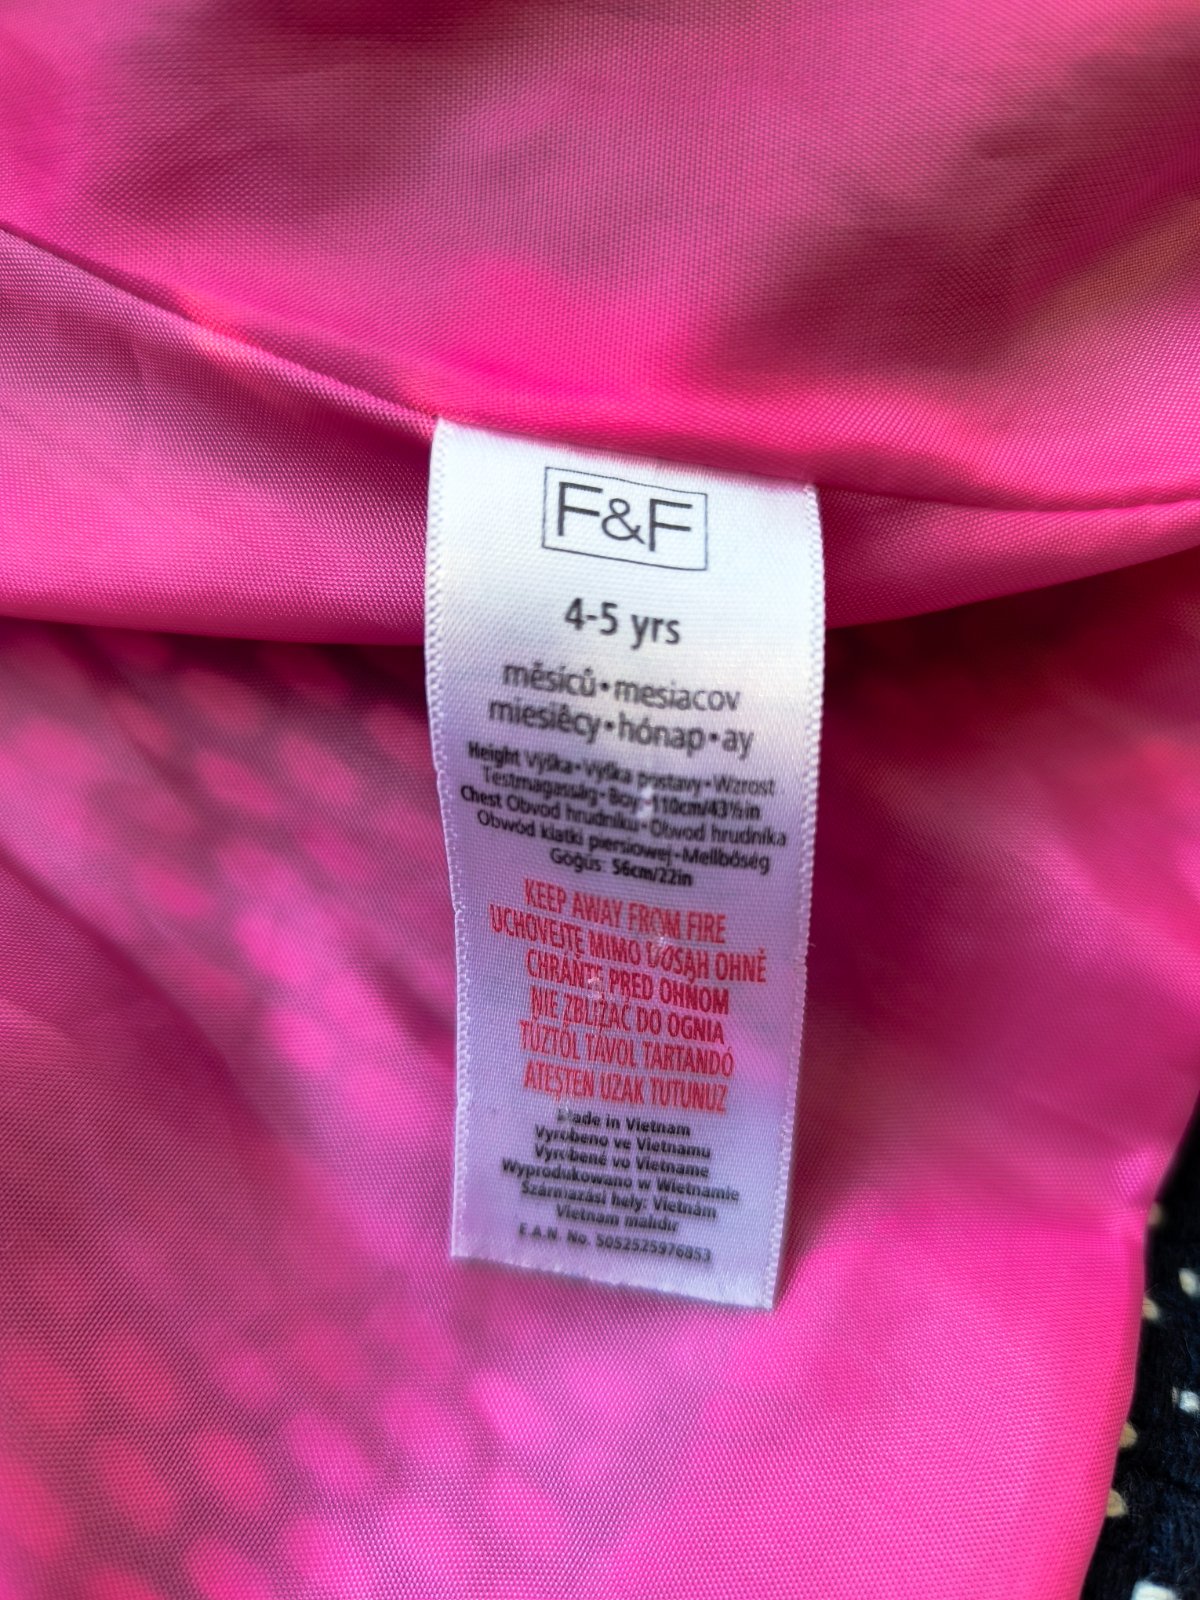 F&F
4-5 yrs
měsíců•mesiacov
miesiêcy•hónap•ay
Height Výška•Výška postavy•Wzrost
Testmagasság•Boy: 110cm/43½in
Chest Obvod hrudníku•Obvod hrudníka
Obwód klatki piersiowej•Mellbőség
Göğüs: 56cm/22in
KEEP AWAY FROM FIRE
UCHOVEJTE MIMO DOSAH OHNĚ
CHRÁŇTE PRED OHŇOM
NIE ZBLIŻAĆ DO OGNIA
TŰZTŐL TÁVOL TARTANDÓ
ATEŞTEN UZAK TUTUNUZ
Made in Vietnam
Vyrobeno ve Vietnamu
Vyrobené vo Vietname
Wyprodukowano w Wietnamie
Származási hely: Vietnám
Vietnam malıdır
E.A.N. No. 5052525976853